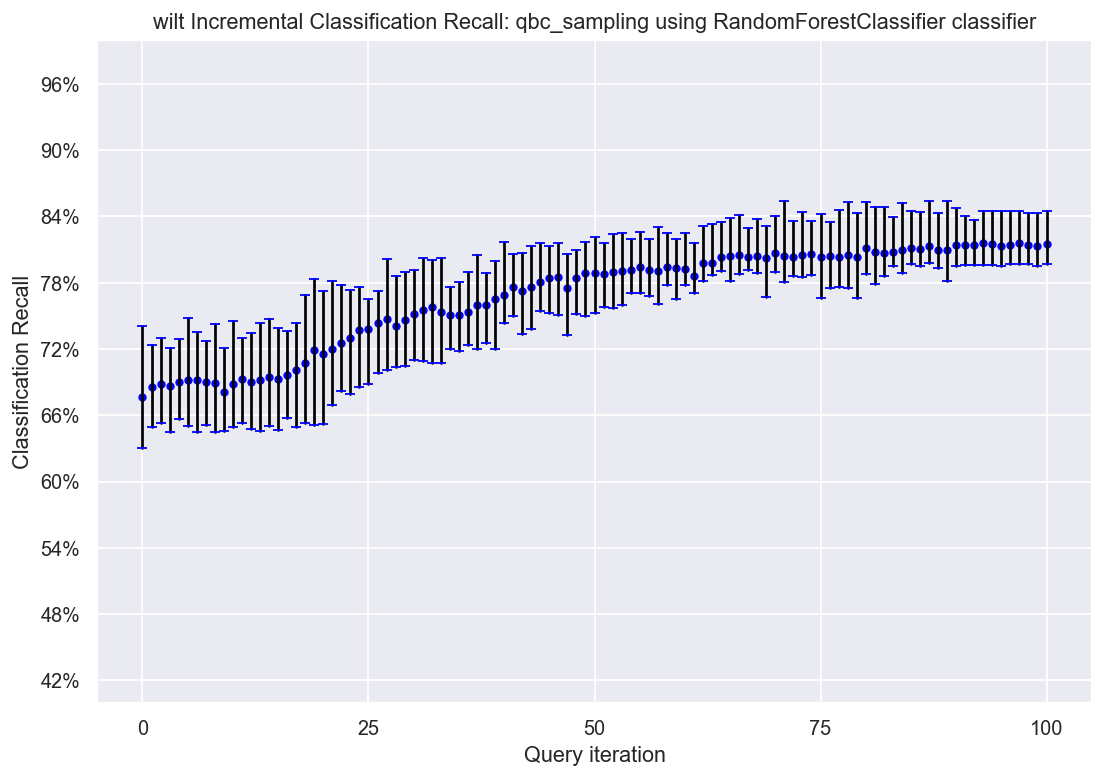 wilt Incremental Classification Recall: qbc_sampling using RandomForestClassifier classifier
96%
90%
84%
78%
72%
66%
60%
54%
48%
42%
Classification Recall
0 25 50 75 100
Query iteration